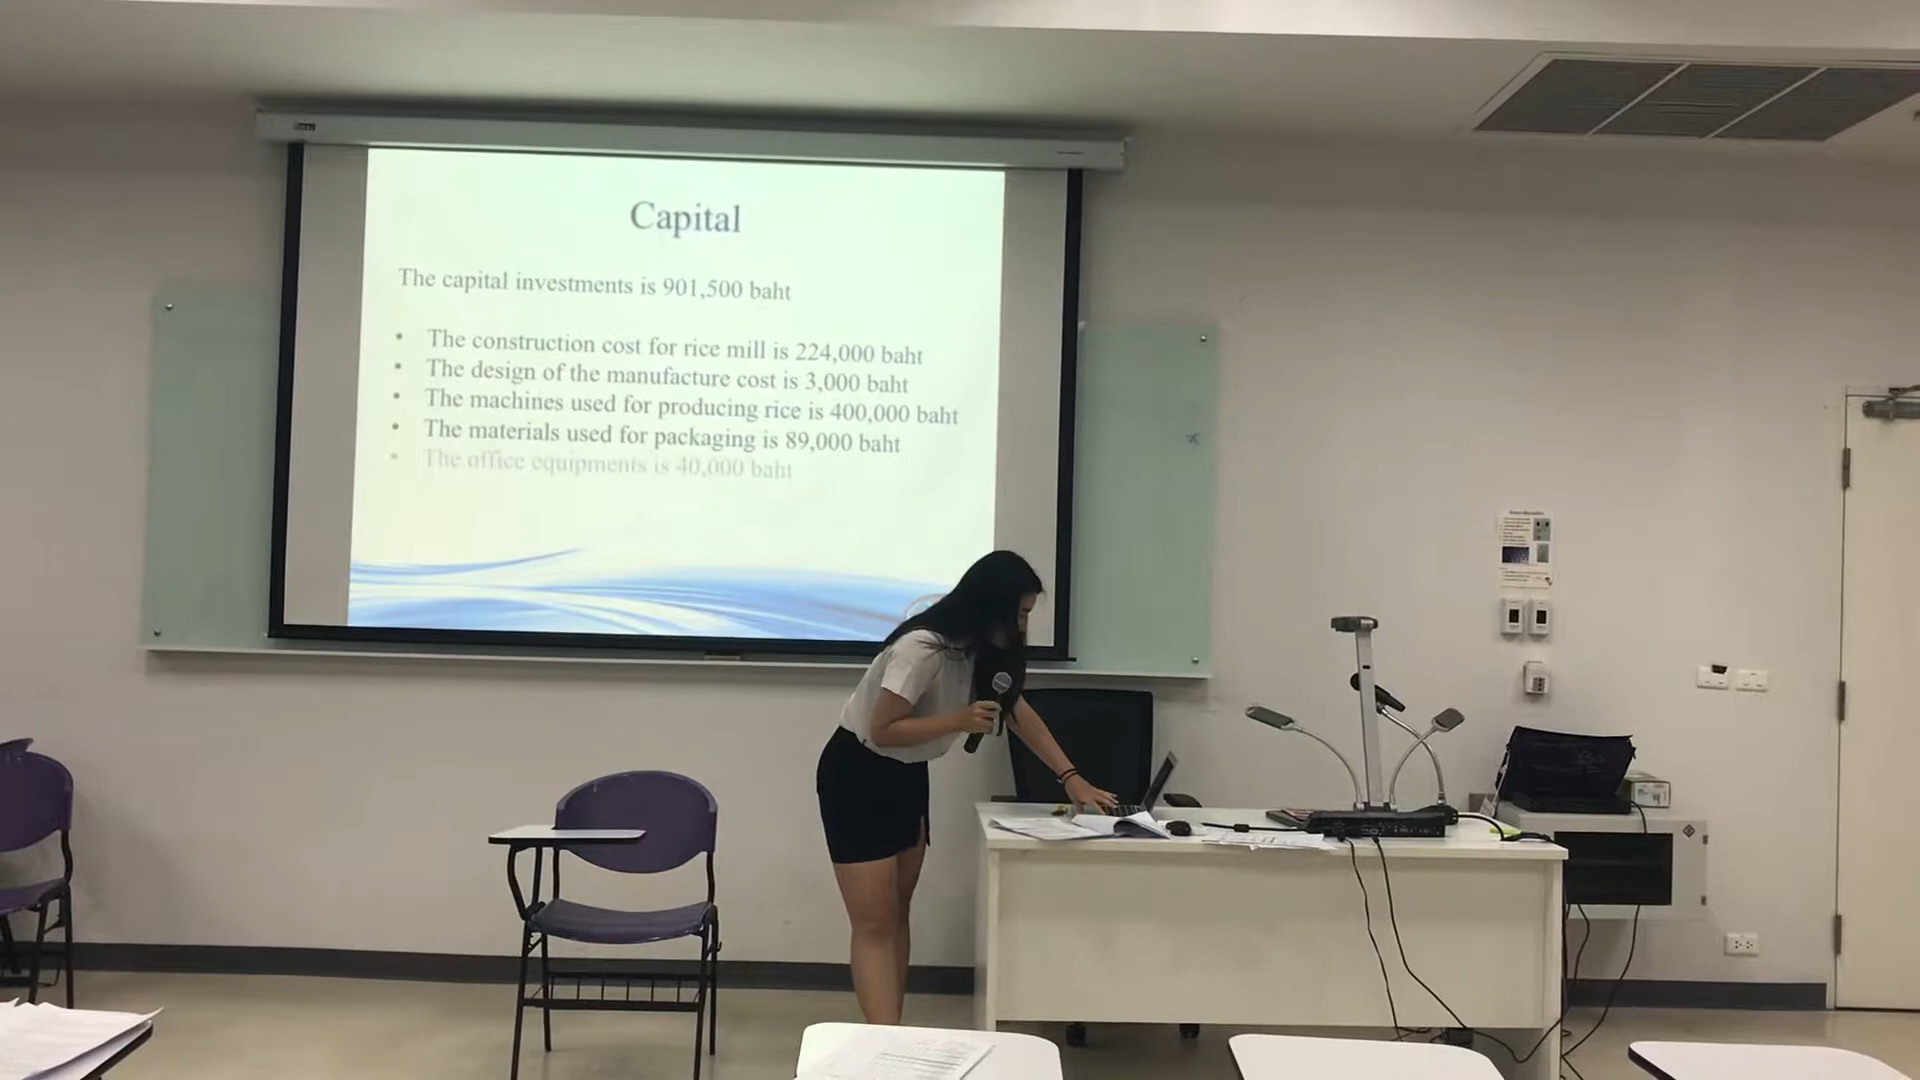 Capital
The capital investments is 901,500 baht
• The construction cost for rice mill is 224,000 baht
• The design of the manufacture cost is 3,000 baht
• The machines used for producing rice is 400,000 baht
• The materials used for packaging is 89,000 baht
• The office equipments is 40,000 baht